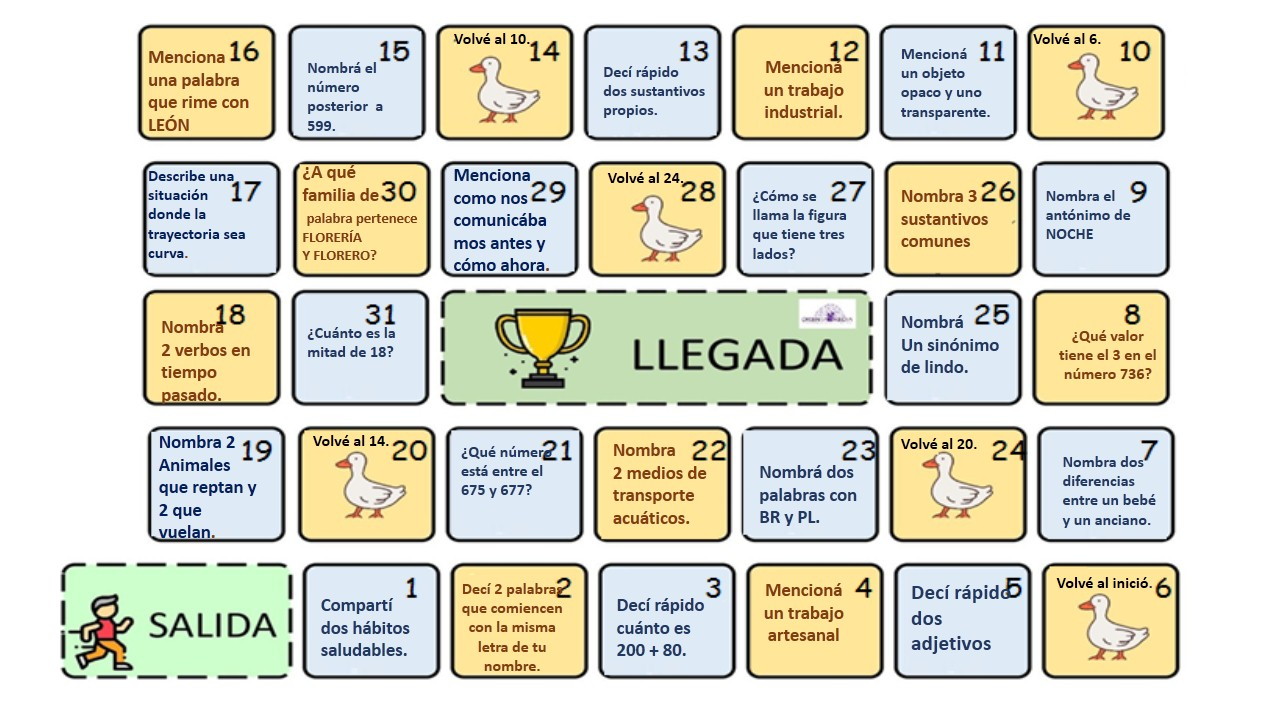 Menciona 16
una palabra
que rime con
LEÓN
15
Nombrá el
número
posterior a
599.
Volvé al 10.
14
13
Decí rápido
dos sustantivos
propios.
12
Mencioná
un trabajo
industrial.
Mencioná 11
un objeto
opaco y uno
transparente.
Volvé al 6.
10
Describe una
situación 17
donde la
trayectoria sea
curva.
¿A qué
familia de 30
palabra pertenece
FLORERÍA
Y FLORERO?
Menciona
como nos 29
comunicába
mos antes y
cómo ahora.
Volvé al 24.
28
27
¿Cómo se
llama la figura
que tiene tres
lados?
Nombra 3 26
sustantivos
comunes
Nombra el 9
antónimo de
NOCHE
18
Nombra
2 verbos en
tiempo
pasado.
31
¿Cuánto es la
mitad de 18?
LLEGADA
Nombrá 25
Un sinónimo
de lindo.
8
¿Qué valor
tiene el 3 en el
número 736?
Nombra 2 19
Animales
que reptan y
2 que
vuelan.
Volvé al 14.
20
¿Qué número 21
está entre el
675 y 677?
Nombra 22
2 medios de
transporte
acuáticos.
23
Nombrá dos
palabras con
BR y PL.
Volvé al 20.
24
7
Nombra dos
diferencias
entre un bebé
y un anciano.
SALIDA
1
Compartí
dos hábitos
saludables.
Decí 2 palabras 2
que comiencen
con la misma
letra de tu
nombre.
3
Decí rápido
cuánto es
200 + 80.
Mencioná 4
un trabajo
artesanal
Decí rápido 5
dos
adjetivos
Volvé al inició. 6